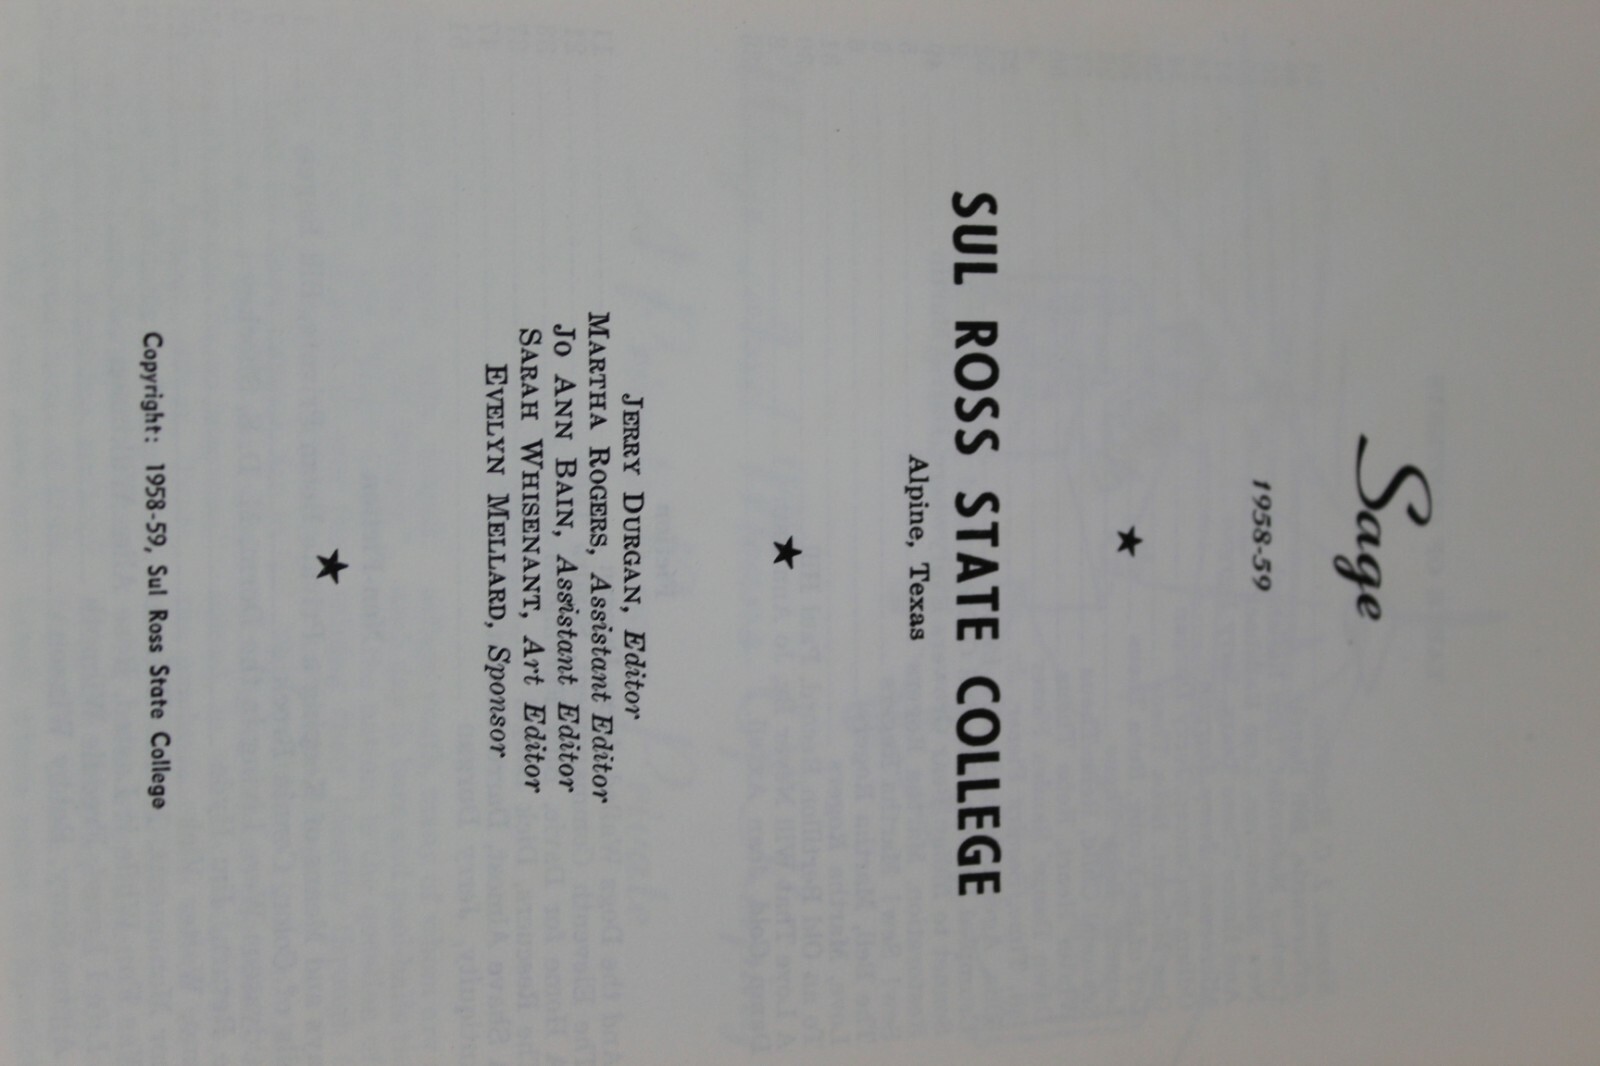 Sage
1958-59
★
SUL ROSS STATE COLLEGE
Alpine, Texas
★
JERRY DURGAN, Editor
MARTHA ROGERS, Assistant Editor
JO ANN BAIN, Assistant Editor
SARAH WHISENANT, Art Editor
EVELYN MELLARD, Sponsor
★
Copyright: 1958-59, Sul Ross State College